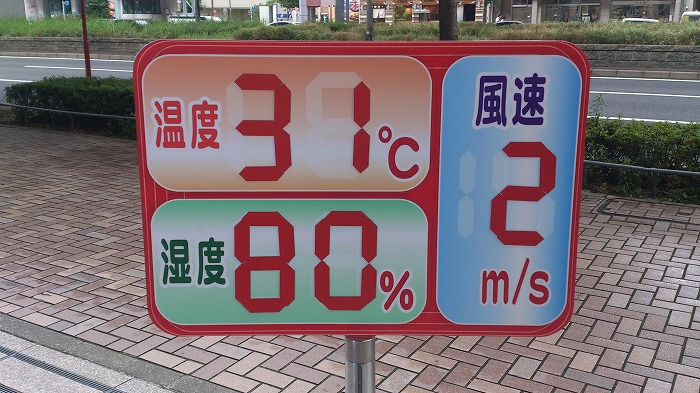 温度 31℃
湿度 80%
風速
2
m/s